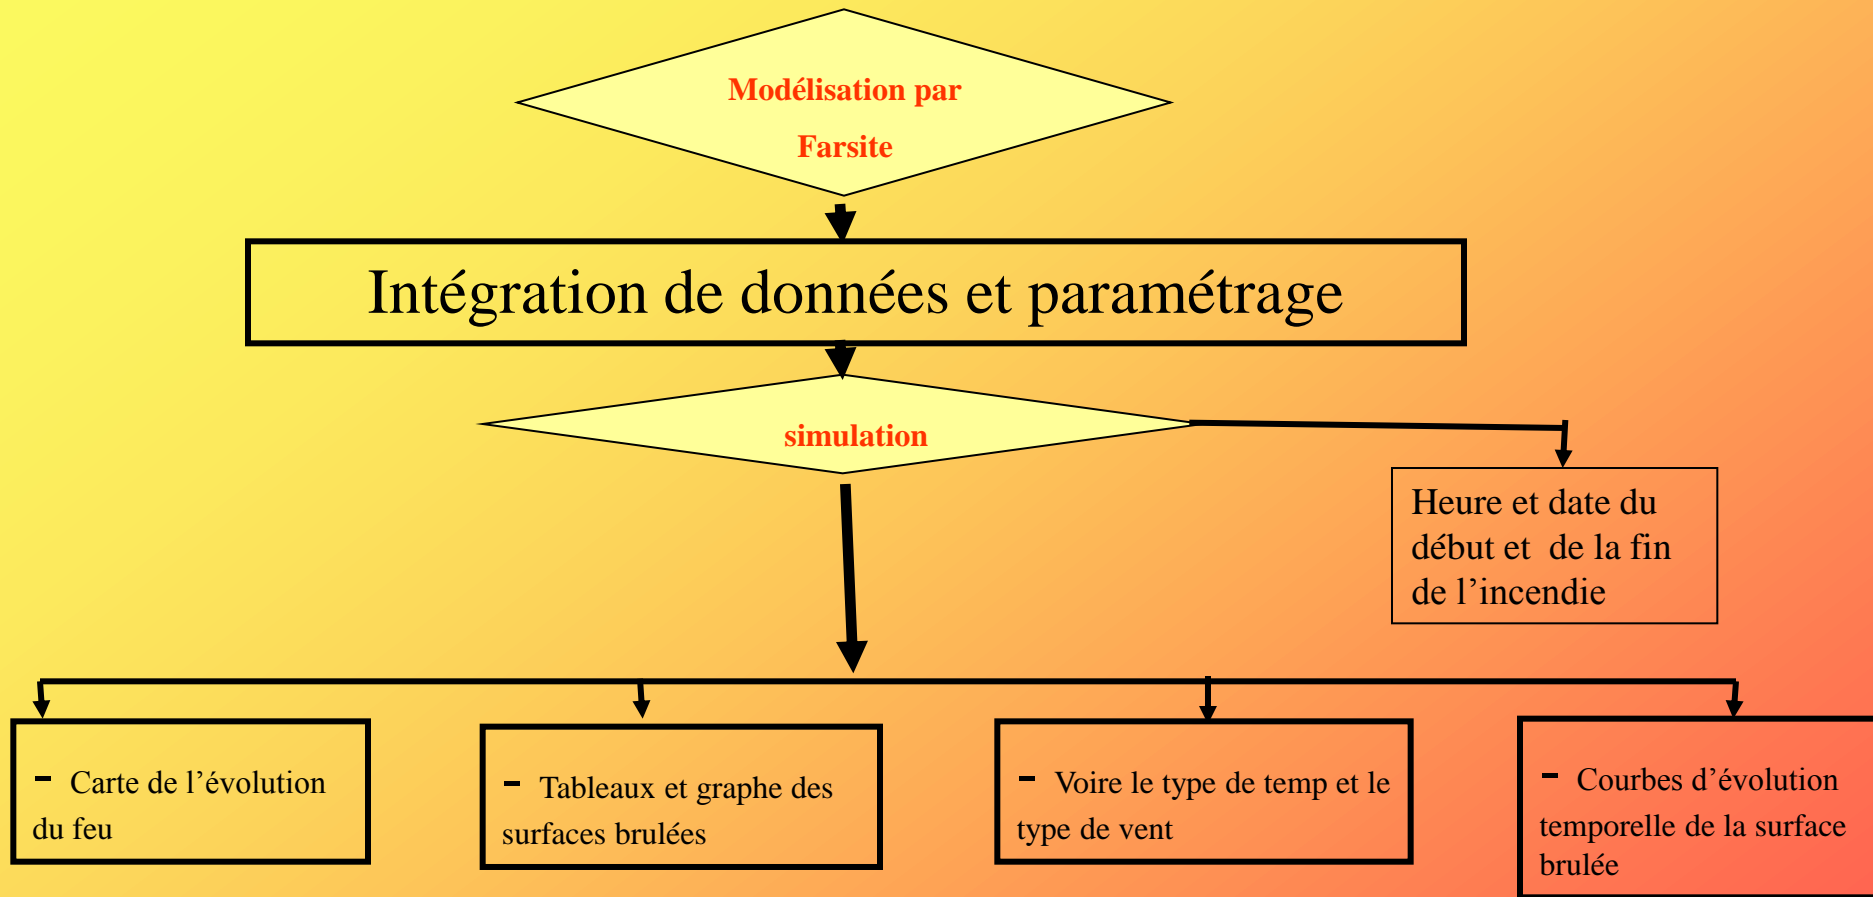 Modélisation par
Farsite
Intégration de données et paramétrage
simulation
Heure et date du
début et de la fin
de l’incendie
- Carte de l’évolution
du feu
- Tableaux et graphe des
surfaces brulées
- Voire le type de temp et le
type de vent
- Courbes d’évolution
temporelle de la surface
brulée